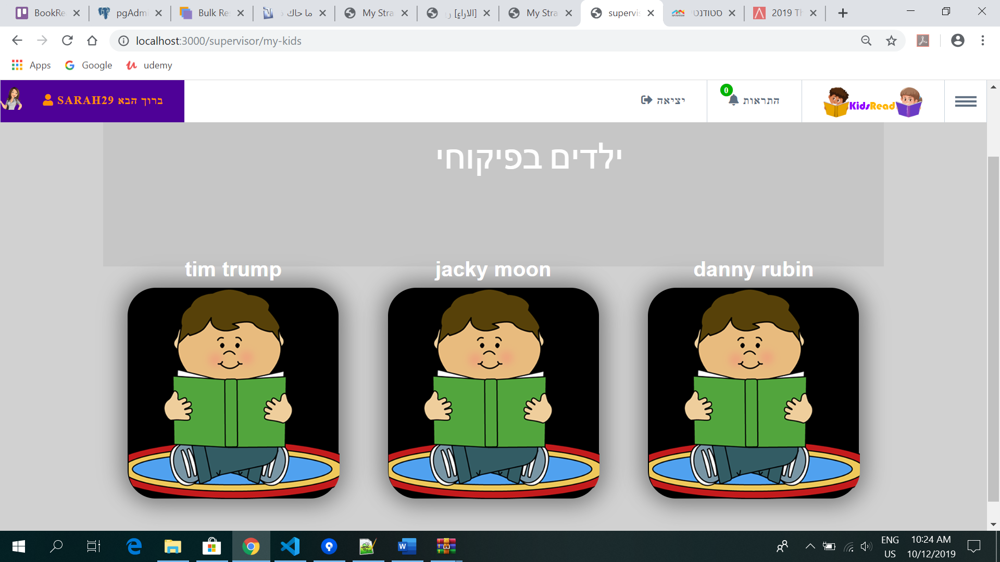 BookRe
pgAdmi
Bulk Re
ما حاك
My Stra
[الاراء]
My Stra
supervis
סטודנט
2019 Th
localhost:3000/supervisor/my-kids
Apps
Google
udemy
ברוך הבא SARAH29
יציאה
0
התראות
KidsRead
ילדים בפיקוחי
tim trump
jacky moon
danny rubin
ENG
US
10:24 AM
10/12/2019